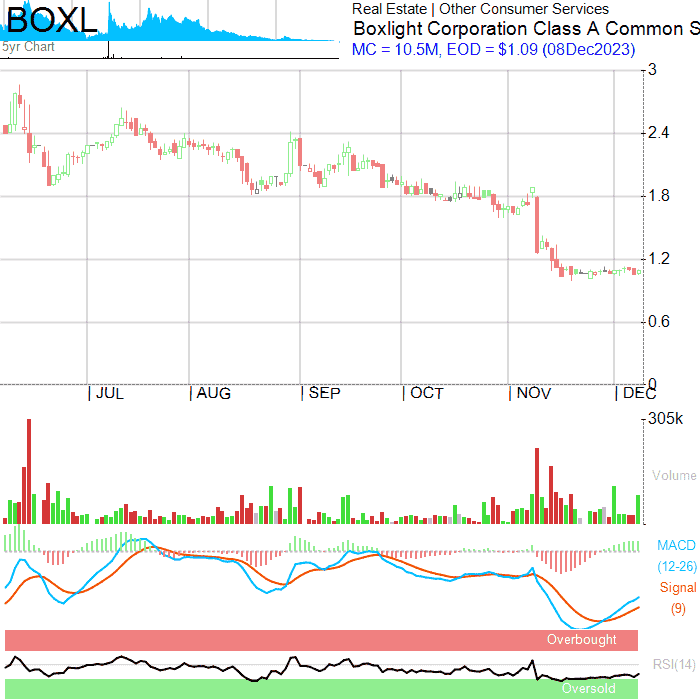 BOXL
5yr Chart
Real Estate | Other Consumer Services
Boxlight Corporation Class A Common S
MC = 10.5M, EOD = $1.09 (08Dec2023)
3
2.4
1.8
1.2
0.6
0
JUL AUG SEP OCT NOV DEC
305k
Volume
MACD
(12-26)
Signal
(9)
Overbought
RSI(14)
Oversold